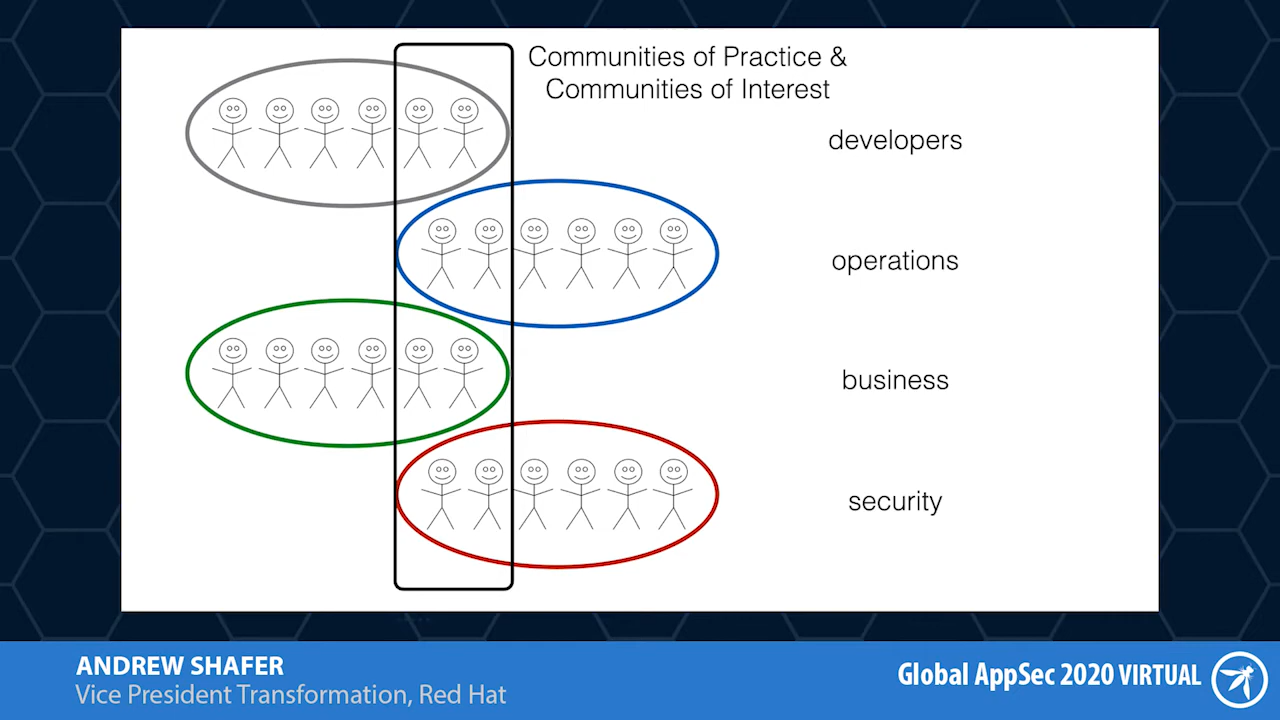 Communities of Practice &
Communities of Interest
developers
operations
business
security
ANDREW SHAFER
Vice President Transformation, Red Hat
Global AppSec 2020 VIRTUAL